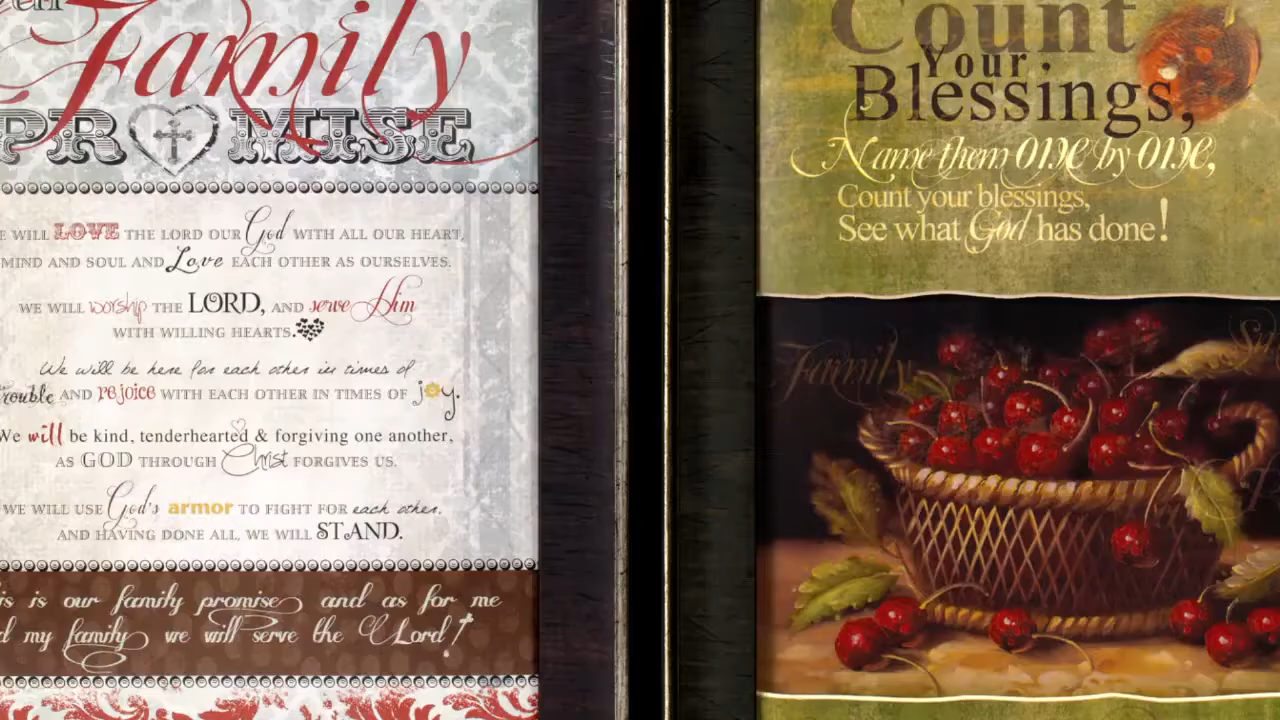 Family
PROMISE
WE WILL LOVE THE LORD OUR God WITH ALL OUR HEART,
MIND AND SOUL AND Love EACH OTHER AS OURSELVES.
WE WILL worship THE LORD, AND serve Him
WITH WILLING HEARTS.
We will be here for each other in times of
trouble AND rejoice WITH EACH OTHER IN TIMES OF joy.
We will be kind, tenderhearted & forgiving one another,
AS GOD THROUGH Christ FORGIVES US.
WE WILL USE God's armor TO FIGHT FOR each other,
AND HAVING DONE ALL, WE WILL STAND.
is is our family promise and as for me
my family we will serve the Lord!
Count
Your
Blessings,
Name them one by one,
Count your blessings,
See what God has done!
Family